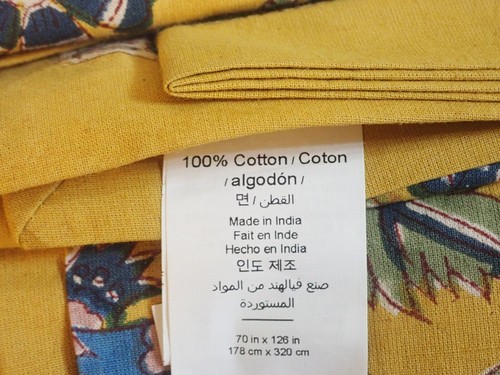 100% Cotton / Coton
/ algodón /
면 / القطن
Made in India
Fait en Inde
Hecho en India
인도 제조
صنع فيالهند من المواد
المستوردة
70 in x 126 in
178 cm x 320 cm